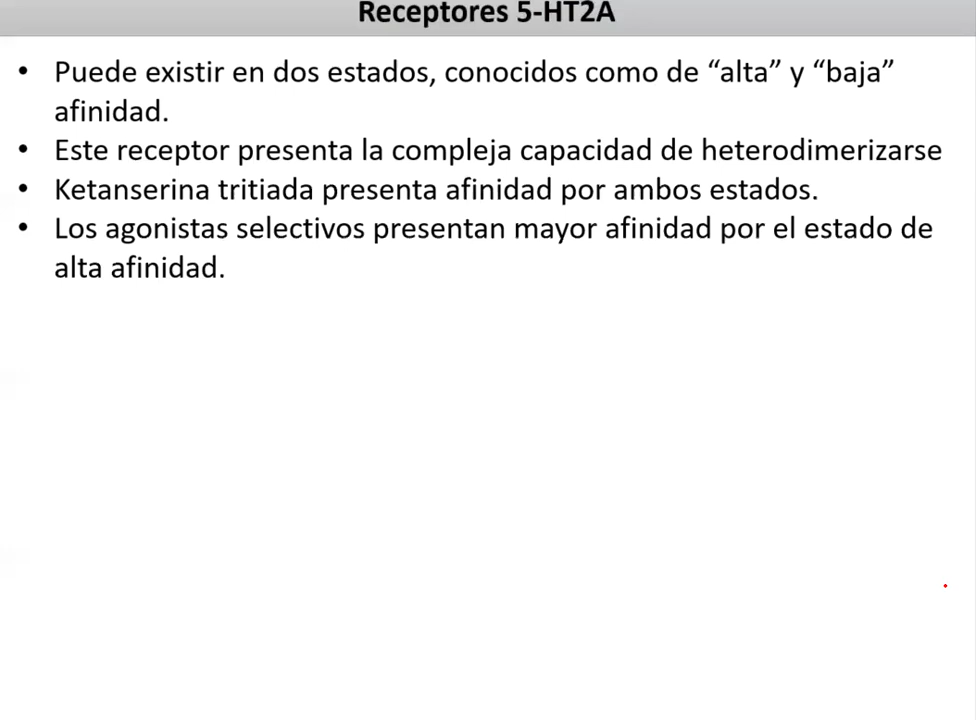 Receptores 5-HT2A
• Puede existir en dos estados, conocidos como de “alta” y “baja”
afinidad.
• Este receptor presenta la compleja capacidad de heterodimerizarse
• Ketanserina tritiada presenta afinidad por ambos estados.
• Los agonistas selectivos presentan mayor afinidad por el estado de
alta afinidad.